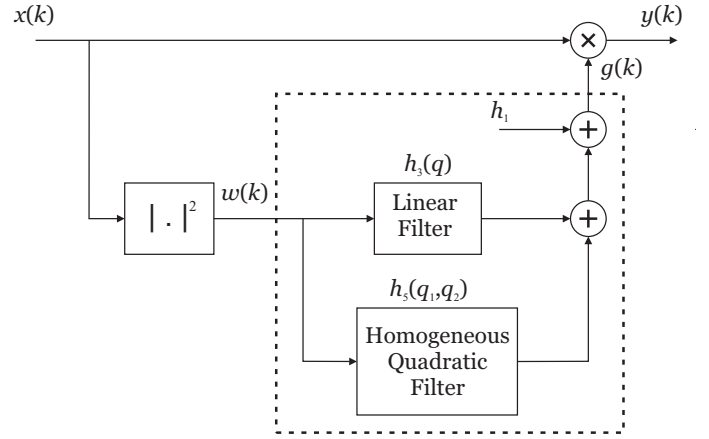 x(k)
y(k)
×
g(k)
h₁
+
h₃(q)
w(k)
| . |²
Linear
Filter
+
h₅(q₁,q₂)
Homogeneous
Quadratic
Filter